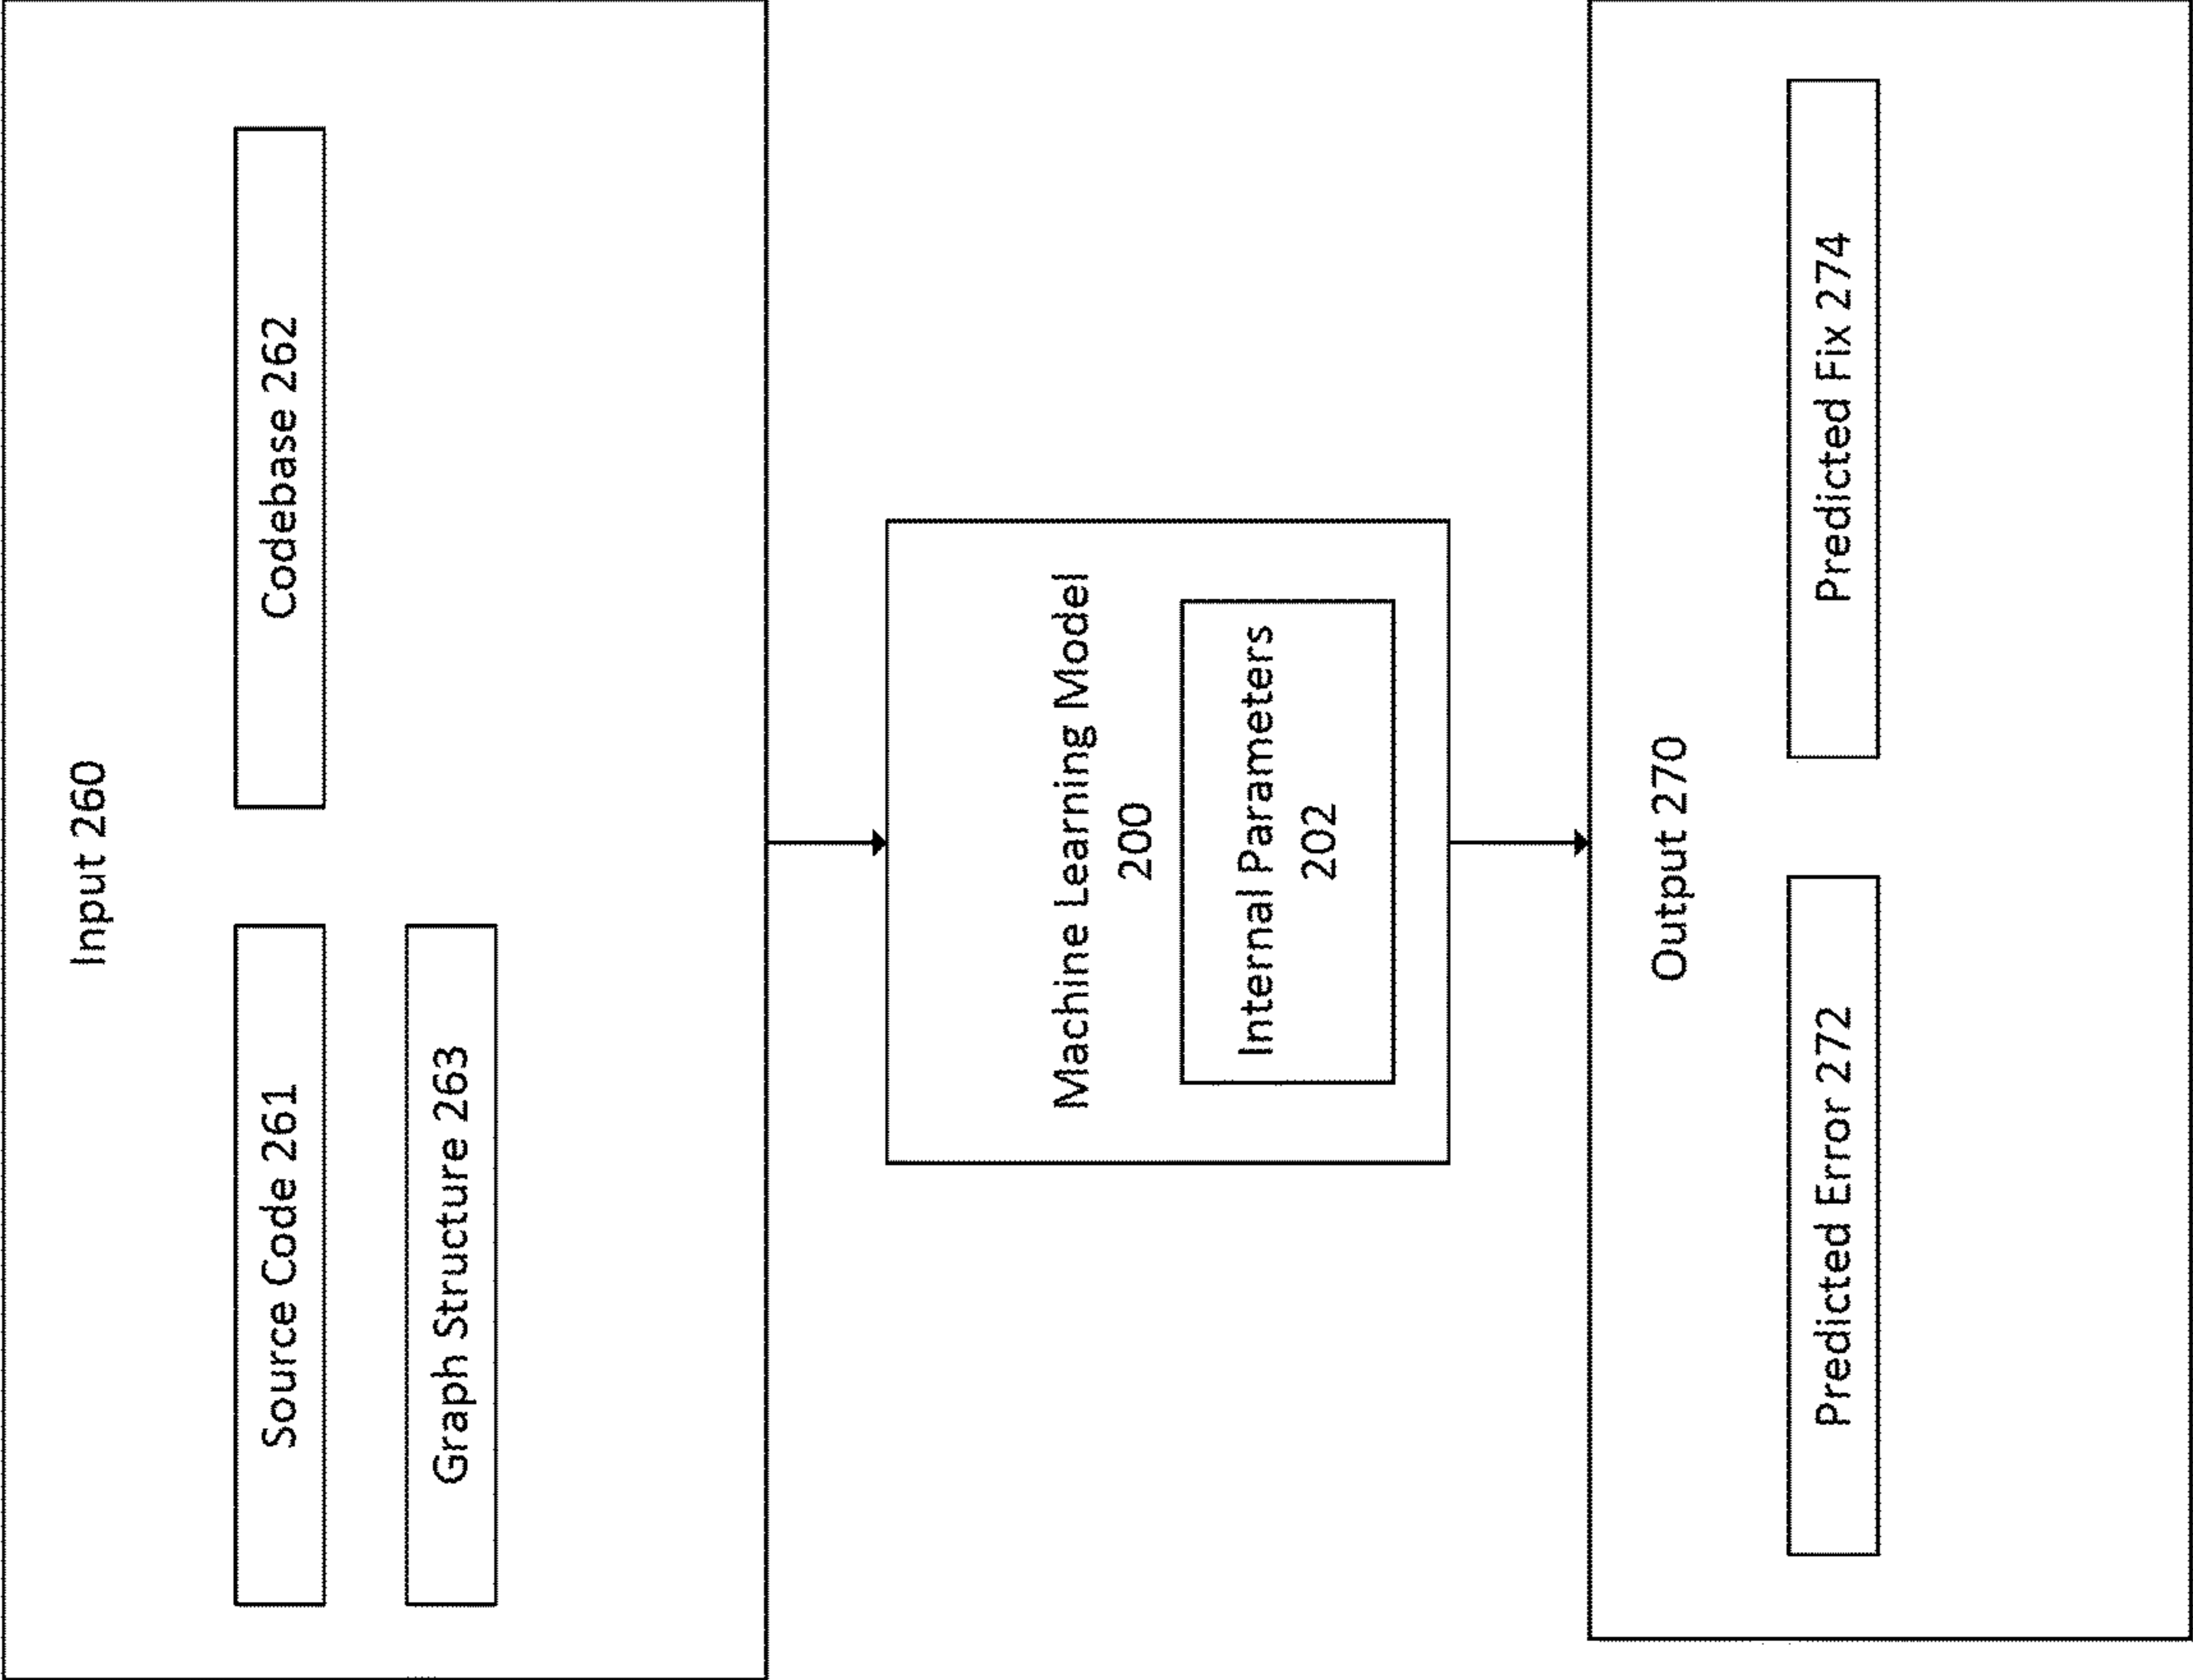 Input 260
Source Code 261
Codebase 262
Graph Structure 263
Machine Learning Model
200
Internal Parameters
202
Output 270
Predicted Error 272
Predicted Fix 274